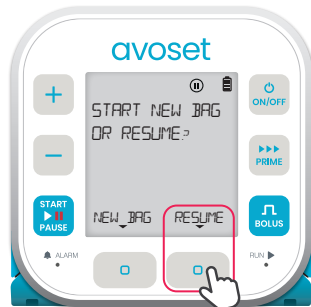 avoset
START NEW BAG
OR RESUME?
ON/OFF
PRIME
START
PAUSE
NEW BAG RESUME
BOLUS
ALARM
RUN